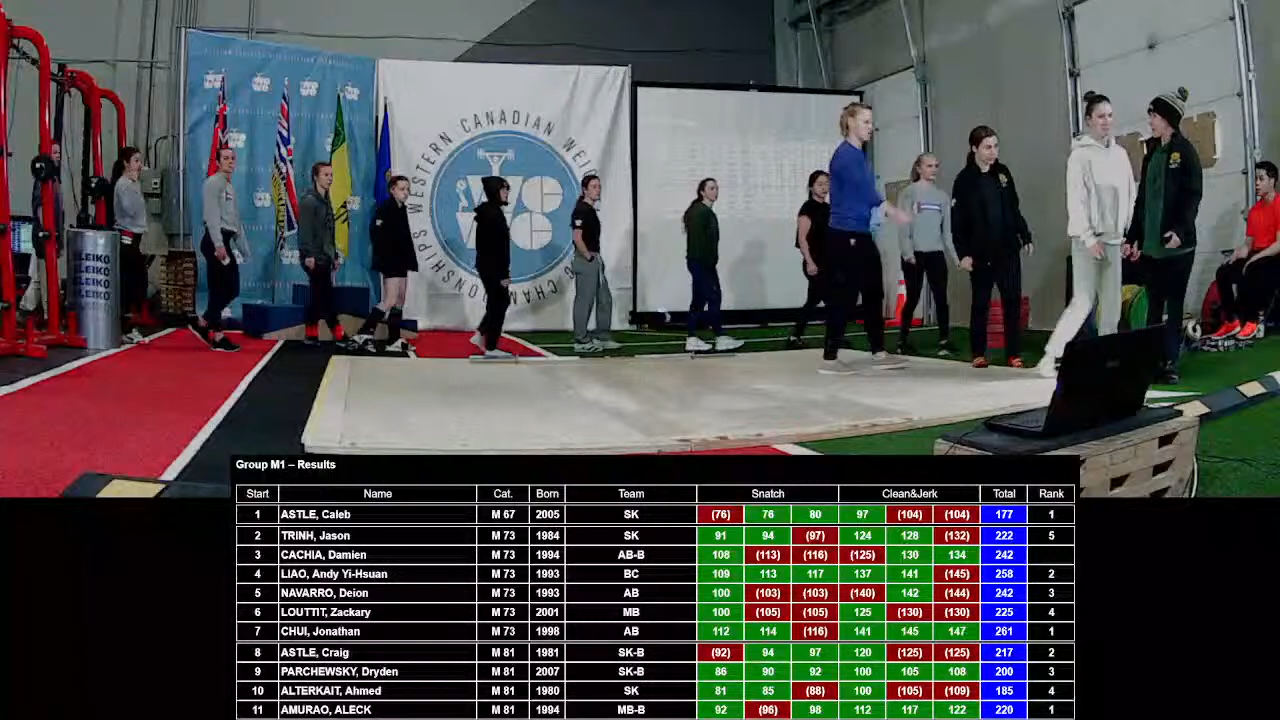 WESTERN CANADIAN WEI
CHAMPIONSHIPS
WC
WC
ELEIKO
ELEIKO
ELEIKO
Group M1 – Results
Start Name Cat. Born Team Snatch Clean&Jerk Total Rank
1 ASTLE, Caleb M 67 2005 SK (76) 76 80 97 (104) (104) 177 1
2 TRINH, Jason M 73 1984 SK 91 94 (97) 124 128 (132) 222 5
3 CACHIA, Damien M 73 1994 AB-B 108 (113) (116) (125) 130 134 242
4 LIAO, Andy Yi-Hsuan M 73 1993 BC 109 113 117 137 141 (145) 258 2
5 NAVARRO, Deion M 73 1993 AB 100 (103) (103) (140) 142 (144) 242 3
6 LOUTTIT, Zackary M 73 2001 MB 100 (105) (105) 125 (130) (130) 225 4
7 CHUI, Jonathan M 73 1998 AB 112 114 (116) 141 145 147 261 1
8 ASTLE, Craig M 81 1981 SK-B (92) 94 97 120 (125) (125) 217 2
9 PARCHEWSKY, Dryden M 81 2007 SK-B 86 90 92 100 105 108 200 3
10 ALTERKAIT, Ahmed M 81 1980 SK 81 85 (88) 100 (105) (109) 185 4
11 AMURAO, ALECK M 81 1994 MB-B 92 (96) 98 112 117 122 220 1